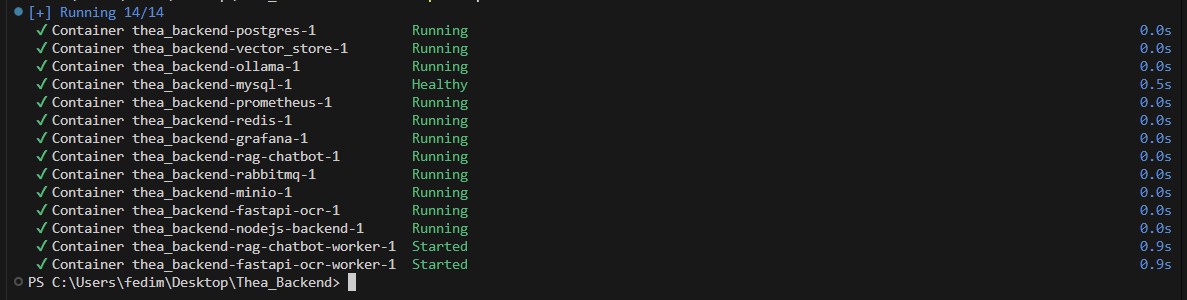 [+] Running 14/14
✓ Container thea_backend-postgres-1 Running 0.0s
✓ Container thea_backend-vector_store-1 Running 0.0s
✓ Container thea_backend-ollama-1 Running 0.0s
✓ Container thea_backend-mysql-1 Healthy 0.5s
✓ Container thea_backend-prometheus-1 Running 0.0s
✓ Container thea_backend-redis-1 Running 0.0s
✓ Container thea_backend-grafana-1 Running 0.0s
✓ Container thea_backend-rag-chatbot-1 Running 0.0s
✓ Container thea_backend-rabbitmq-1 Running 0.0s
✓ Container thea_backend-minio-1 Running 0.0s
✓ Container thea_backend-fastapi-ocr-1 Running 0.0s
✓ Container thea_backend-nodejs-backend-1 Running 0.0s
✓ Container thea_backend-rag-chatbot-worker-1 Started 0.9s
✓ Container thea_backend-fastapi-ocr-worker-1 Started 0.9s
PS C:\Users\fedim\Desktop\Thea_Backend>